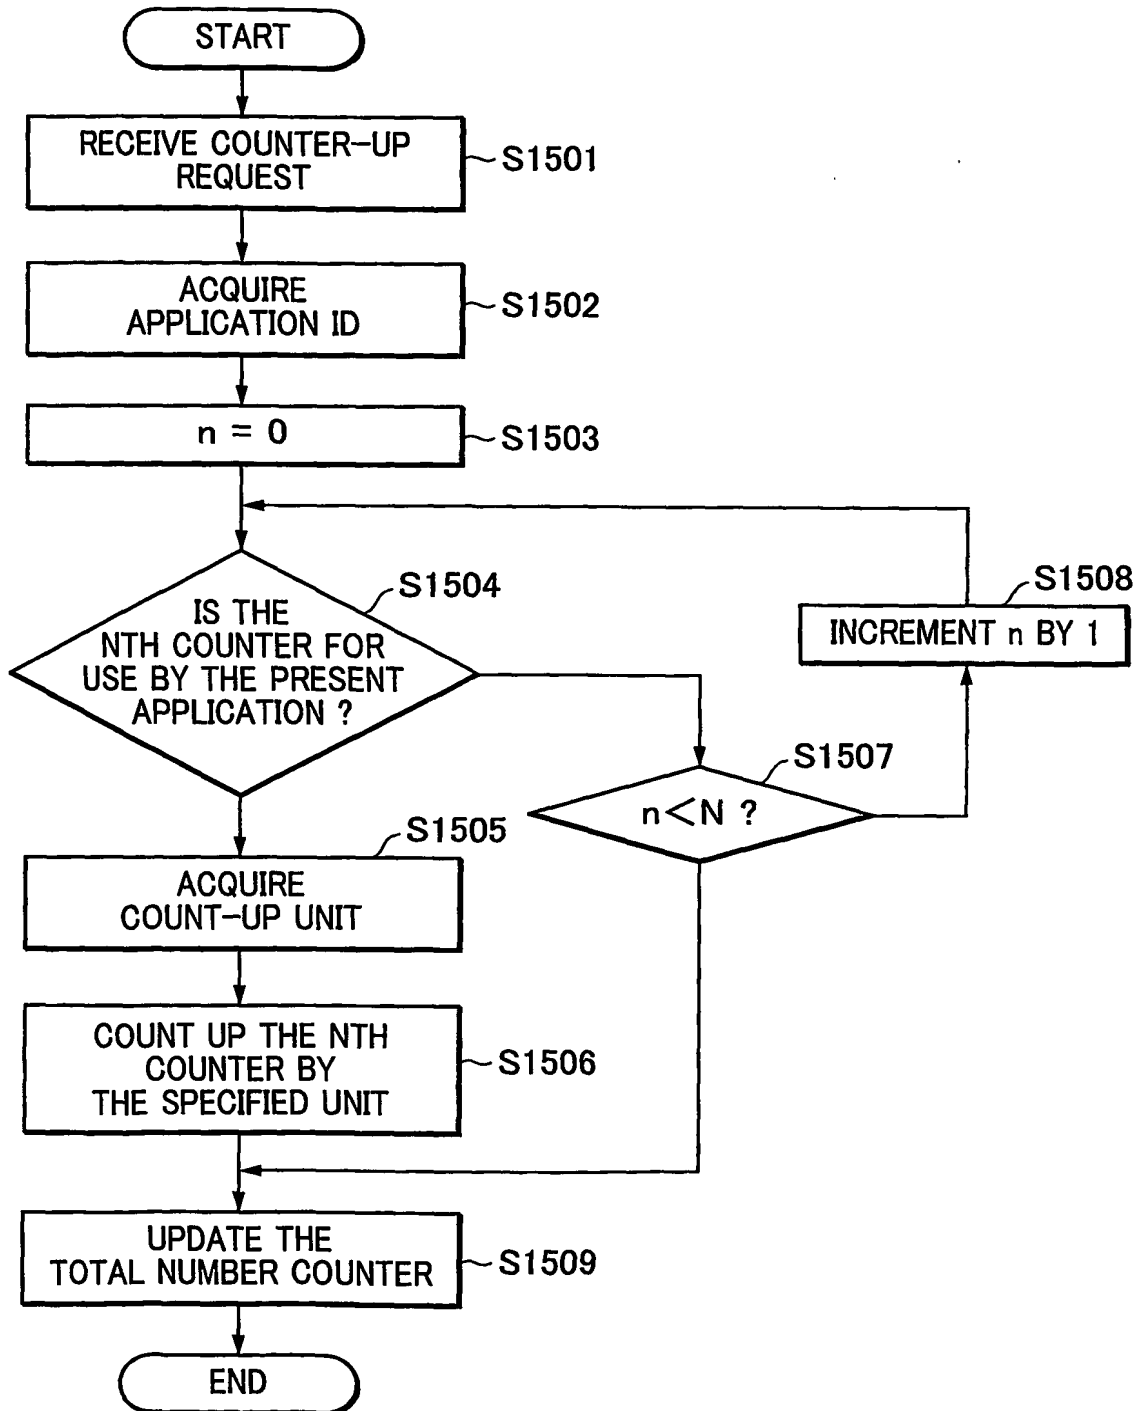 START
RECEIVE COUNTER-UP
REQUEST
S1501
ACQUIRE
APPLICATION ID
S1502
n = 0
S1503
IS THE
NTH COUNTER FOR
USE BY THE PRESENT
APPLICATION ?
S1504
S1508
INCREMENT n BY 1
S1507
n<N ?
S1505
ACQUIRE
COUNT-UP UNIT
COUNT UP THE NTH
COUNTER BY
THE SPECIFIED UNIT
S1506
UPDATE THE
TOTAL NUMBER COUNTER
S1509
END